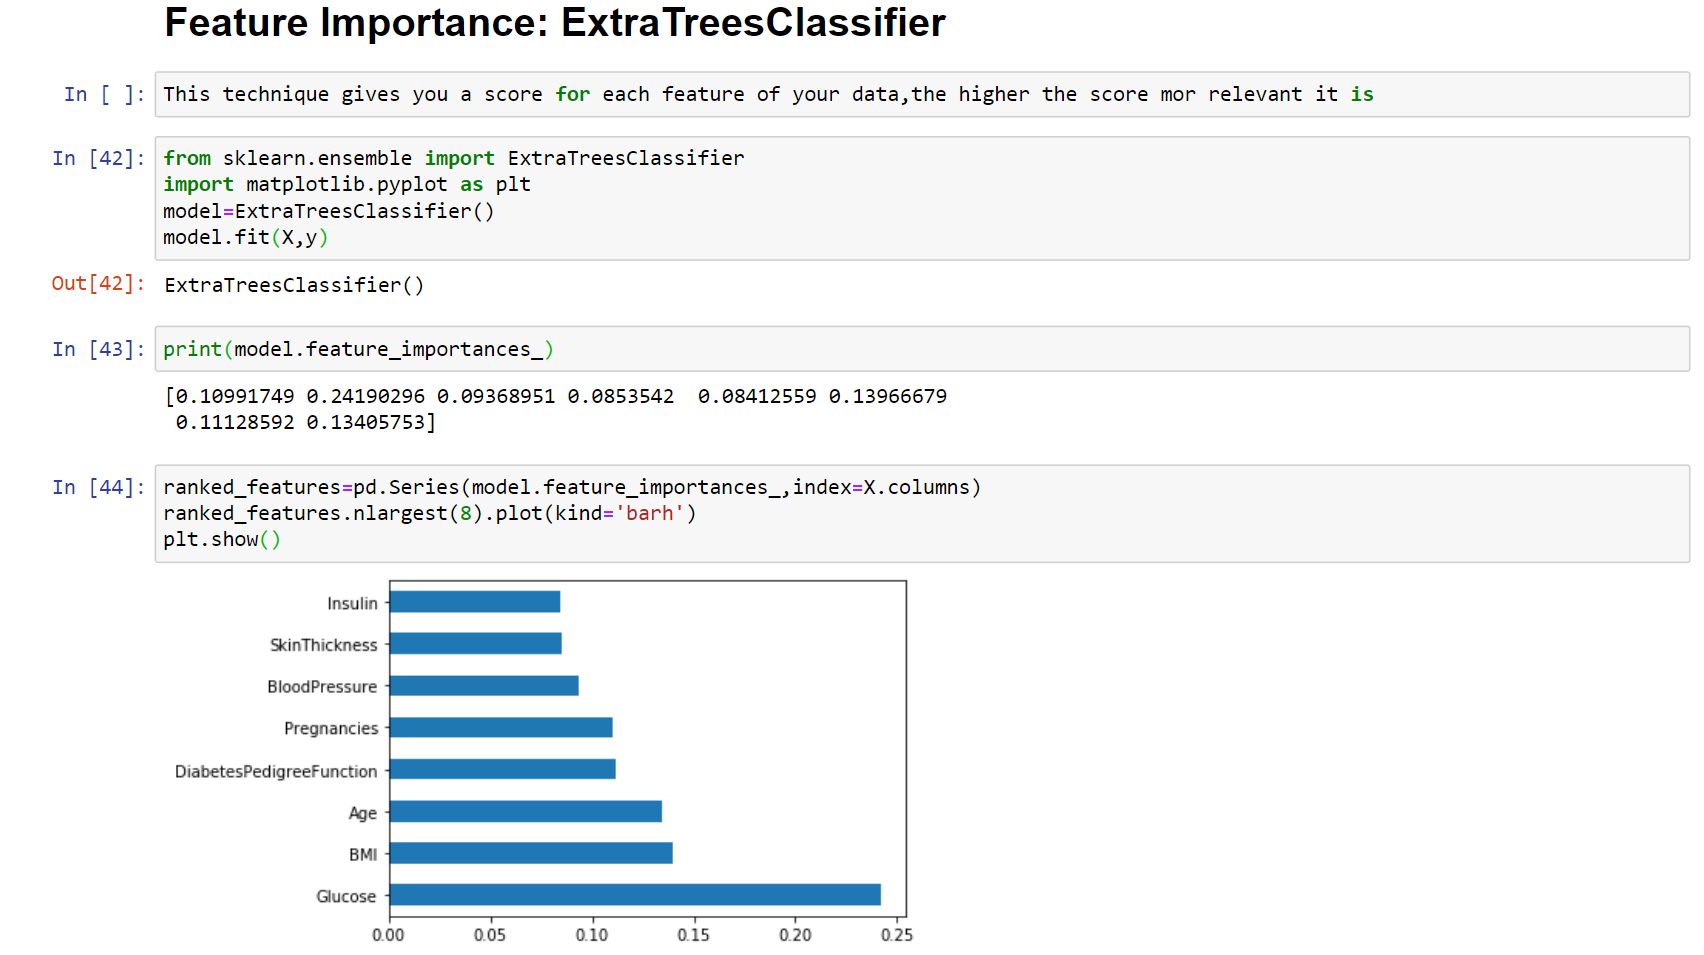 Feature Importance: ExtraTreesClassifier
In [ ]: This technique gives you a score for each feature of your data,the higher the score mor relevant it is
In [42]: from sklearn.ensemble import ExtraTreesClassifier
import matplotlib.pyplot as plt
model=ExtraTreesClassifier()
model.fit(X,y)
Out[42]: ExtraTreesClassifier()
In [43]: print(model.feature_importances_)
[0.10991749 0.24190296 0.09368951 0.0853542  0.08412559 0.13966679
 0.11128592 0.13405753]
In [44]: ranked_features=pd.Series(model.feature_importances_,index=X.columns)
ranked_features.nlargest(8).plot(kind='barh')
plt.show()
Insulin
SkinThickness
BloodPressure
Pregnancies
DiabetesPedigreeFunction
Age
BMI
Glucose
0.00 0.05 0.10 0.15 0.20 0.25